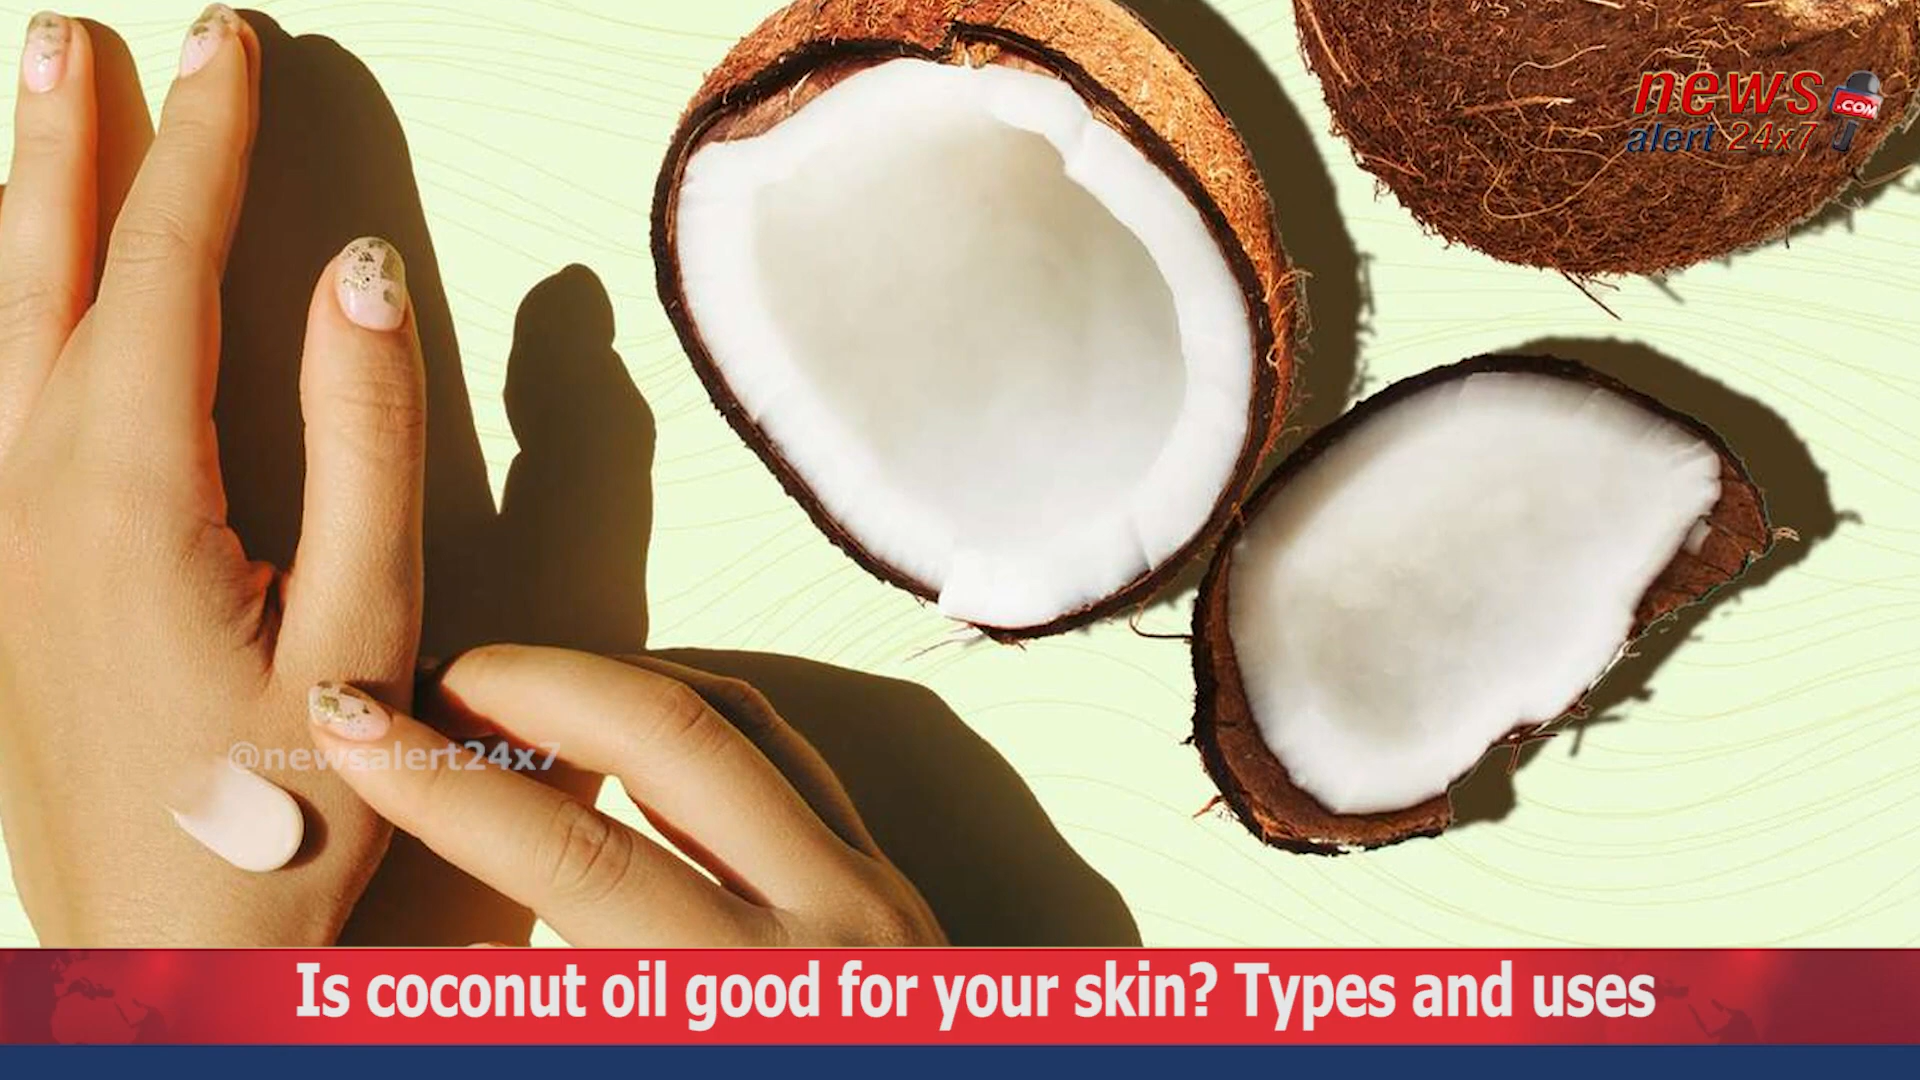 news
.COM
alert 24x7
@newsalert24x7
Is coconut oil good for your skin? Types and uses